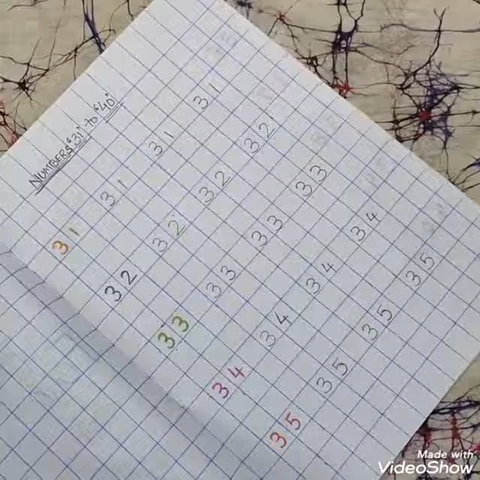 NUMBERS "31" to "40"
31 31 31 31
32 32 32 32
33 33 33 33
34 34 34 34
35 35 35 35
Made with
VideoShow